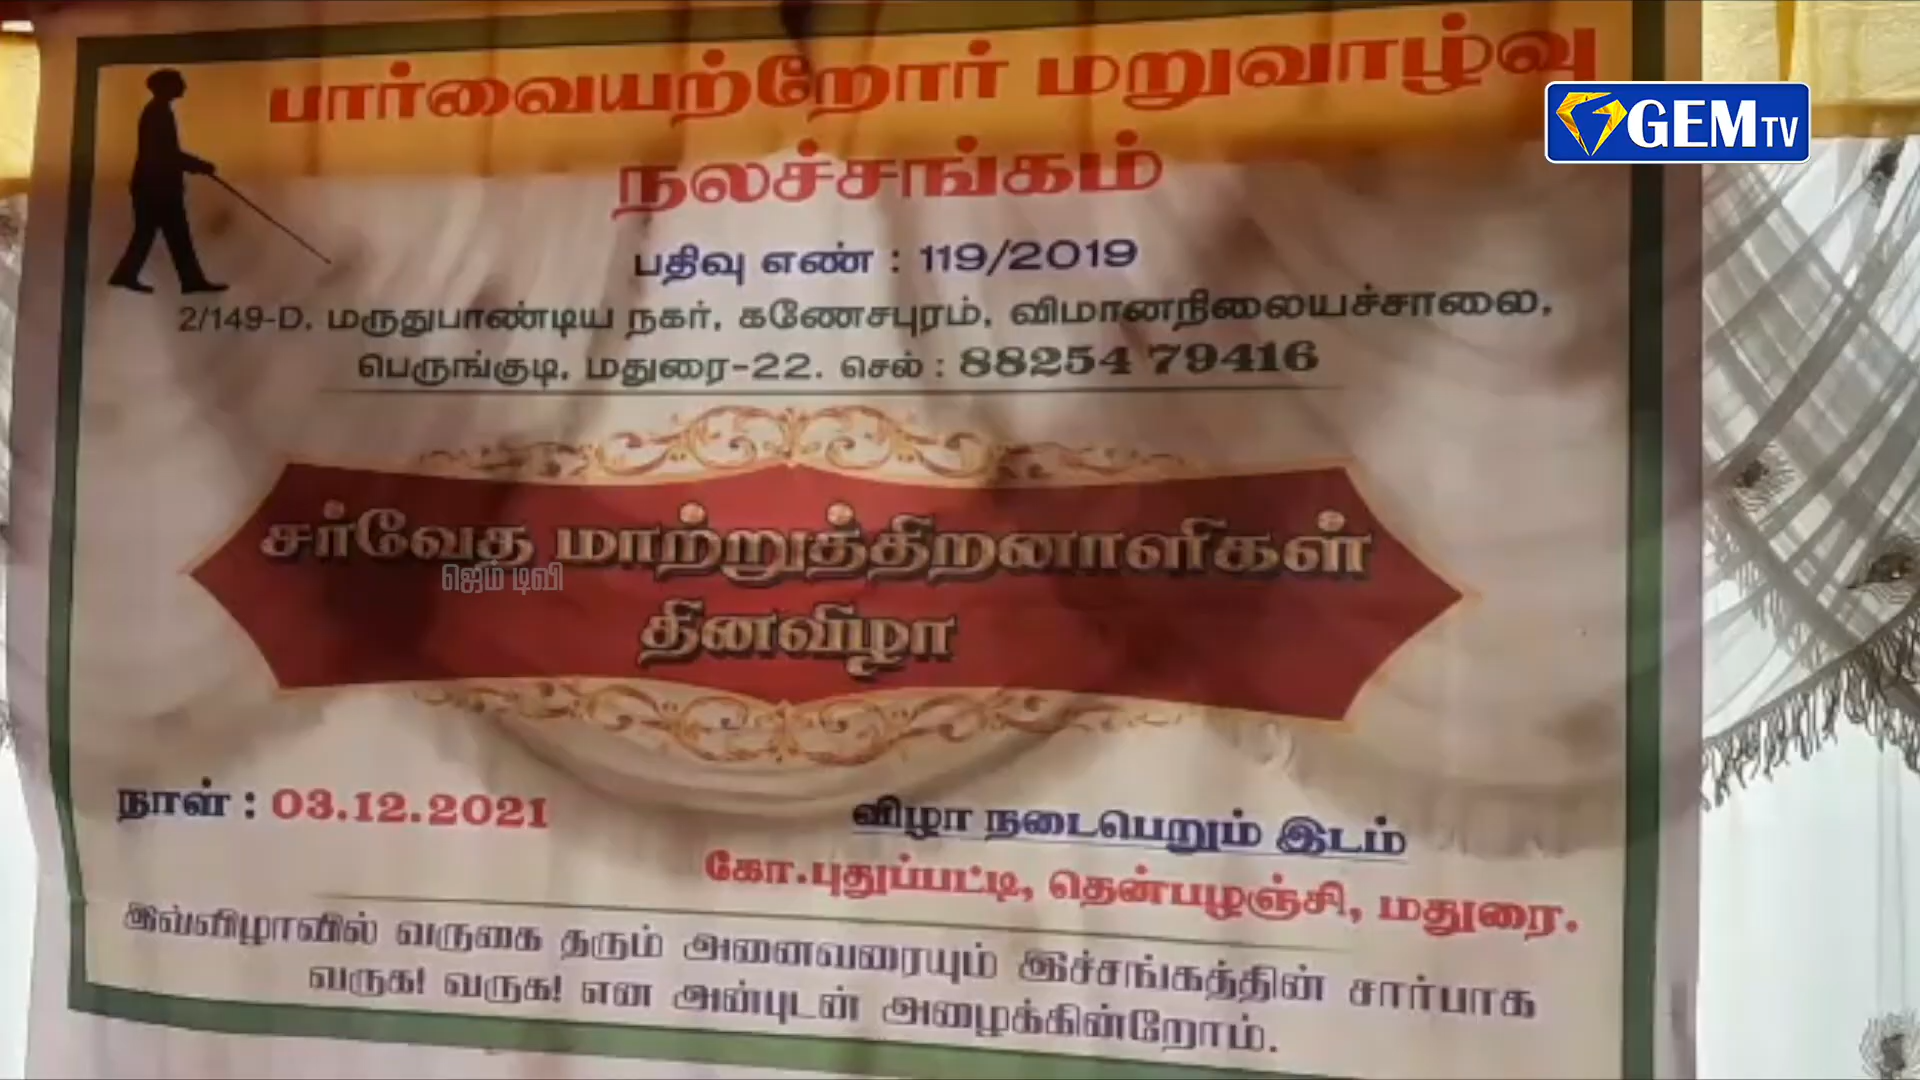 பார்வையற்றோர் மறுவாழ்வு
நலச்சங்கம்
GEM TV
பதிவு எண் : 119/2019
2/149-D, மருதுபாண்டிய நகர், கணேசபுரம், விமானநிலையச்சாலை,
பெருங்குடி, மதுரை-22. செல் : 88254 79416
சர்வேத மாற்றுத்திறனாளிகள்
ஜெம் டிவி
தினவிழா
நாள் : 03.12.2021
விழா நடைபெறும் இடம்
கோ.புதுப்பட்டி, தென்பழஞ்சி, மதுரை.
இவ்விழாவில் வருகை தரும் அனைவரையும் இச்சங்கத்தின் சார்பாக
வருக! வருக! என அன்புடன் அழைக்கின்றோம்.